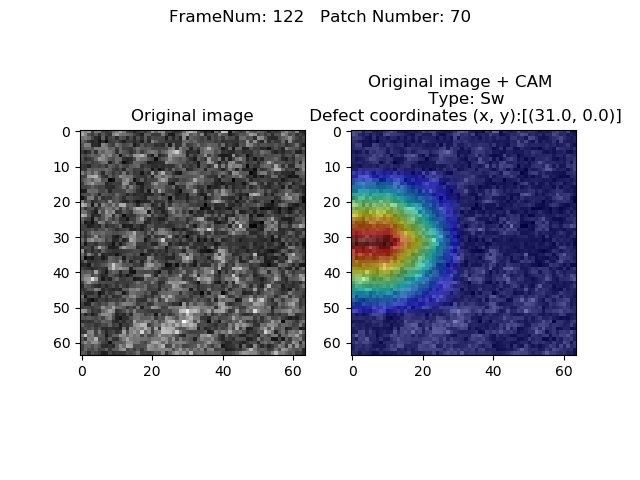 FrameNum: 122   Patch Number: 70
Original image
Original image + CAM
Type: Sw
Defect coordinates (x, y):[(31.0, 0.0)]
0
10
20
30
40
50
60
0 20 40 60
0
10
20
30
40
50
60
0 20 40 60